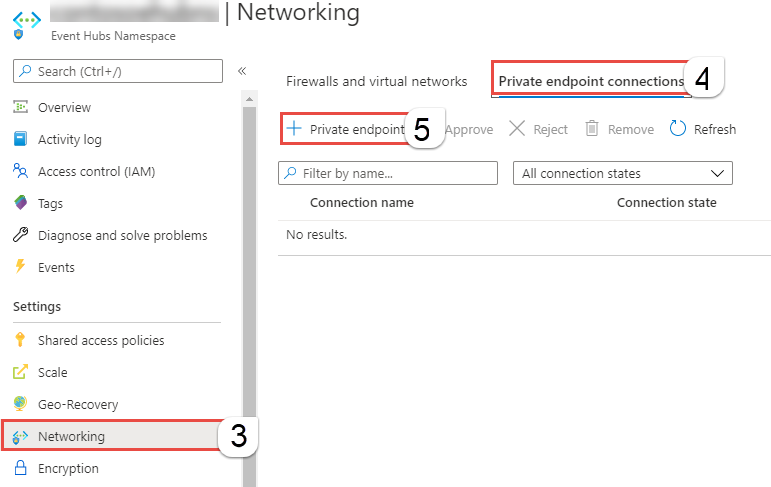 | Networking
Event Hubs Namespace
Search (Ctrl+/)
«
Overview
Activity log
Access control (IAM)
Tags
Diagnose and solve problems
Events
Settings
Shared access policies
Scale
Geo-Recovery
Networking
3
Encryption
Firewalls and virtual networks
Private endpoint connections
4
+ Private endpoint
5
Approve
Reject
Remove
Refresh
Filter by name...
All connection states
Connection name
Connection state
No results.